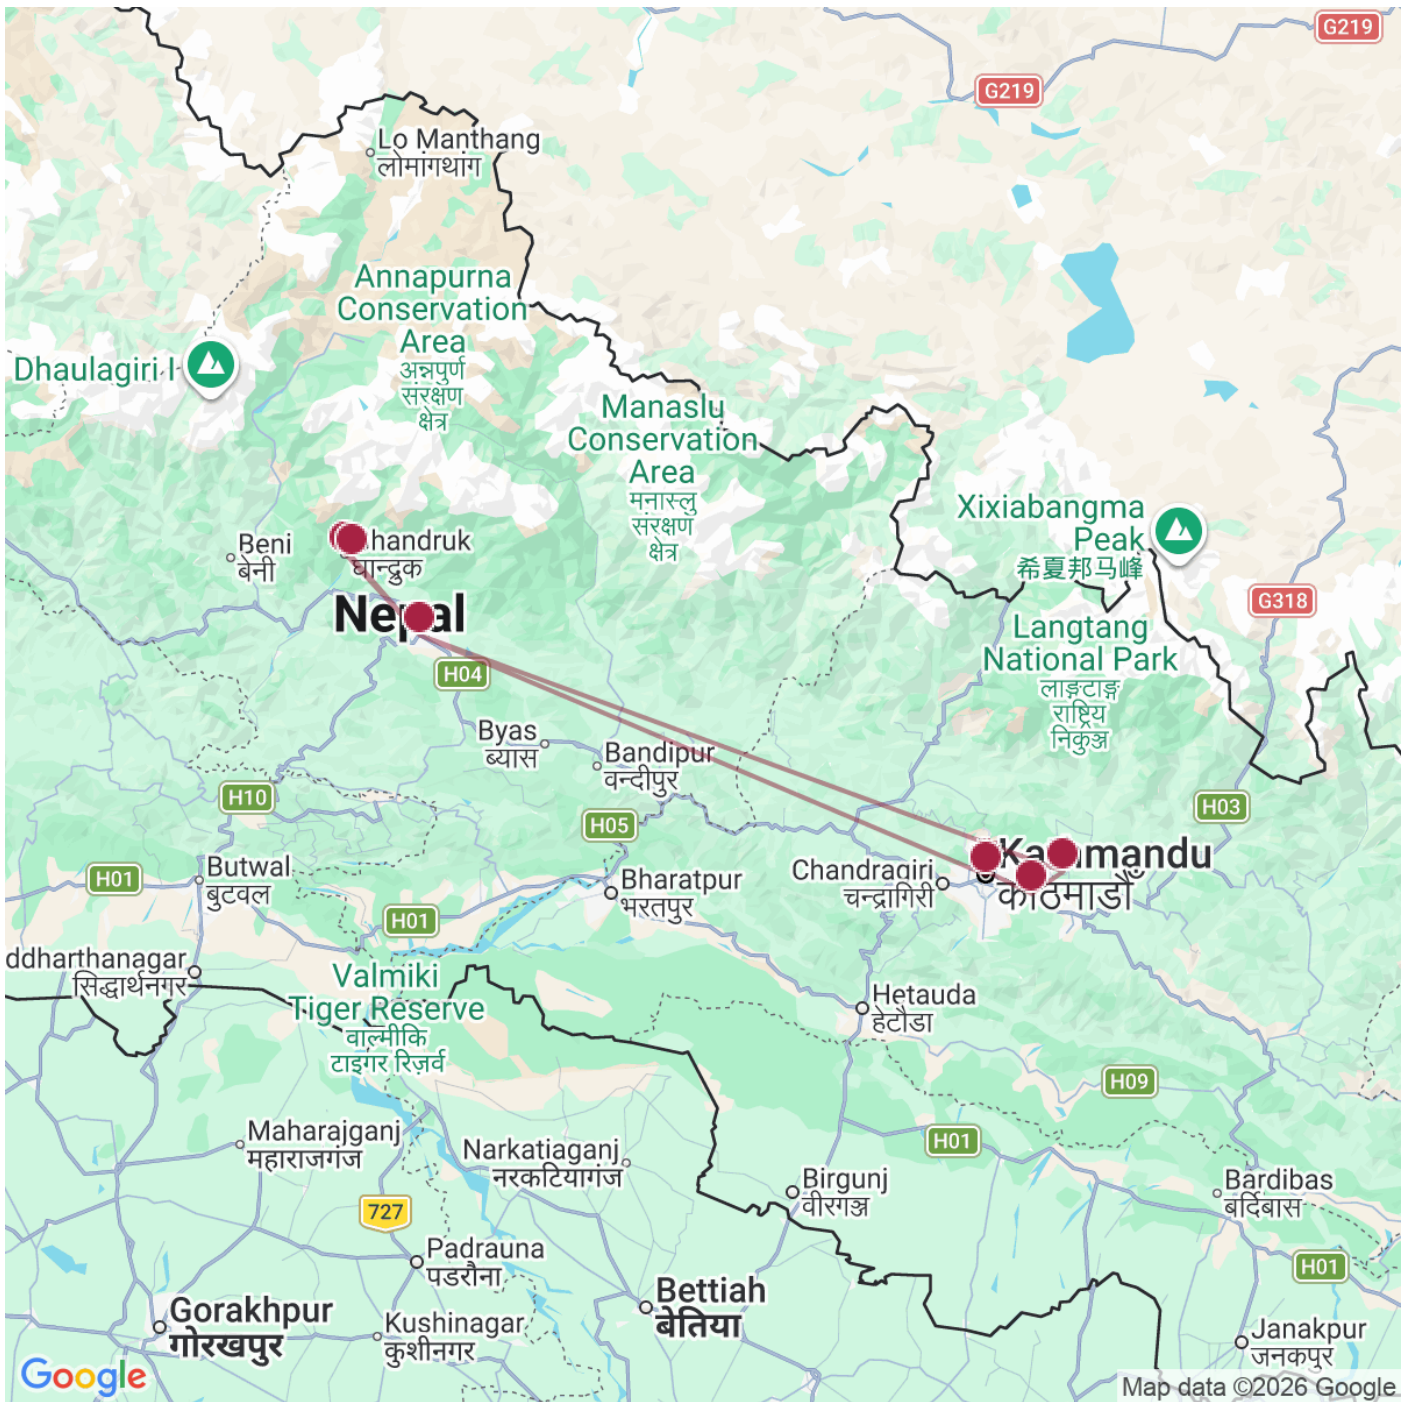 G219
G219
Lo Manthang
लोमांगथांग
Annapurna
Conservation
Area
अन्नपुर्ण
संरक्षण
क्षेत्र
Dhaulagiri I
Manaslu
Conservation
Area
मनास्लु
संरक्षण
क्षेत्र
Xixiabangma
Peak
希夏邦马峰
Beni
बेनी
handruk
घान्द्रुक
G318
Langtang
National Park
लाङ्टाङ्ग
राष्ट्रिय
निकुञ्ज
H04
Byas
ब्यास
Bandipur
वन्दीपुर
H10
H03
H05
Butwal
बुटवल
H01
Bharatpur
भरतपुर
Chandragiri
चन्द्रागिरी
काठमाडौँ
H01
ddharthanagar
सिद्धार्थनगर
Valmiki
Tiger Reserve
वाल्मीकि
टाइगर रिज़र्व
Hetauda
हेटौडा
H09
Maharajganj
महाराजगंज
Narkatiaganj
नरकटियागंज
H01
Birgunj
वीरगञ्ज
Bardibas
बर्दिबास
727
Padrauna
पडरौना
H01
Bettiah
बेतिया
Gorakhpur
गोरखपुर
Kushinagar
कुशीनगर
Janakpur
जनकपुर
Google
Map data ©2026 Google